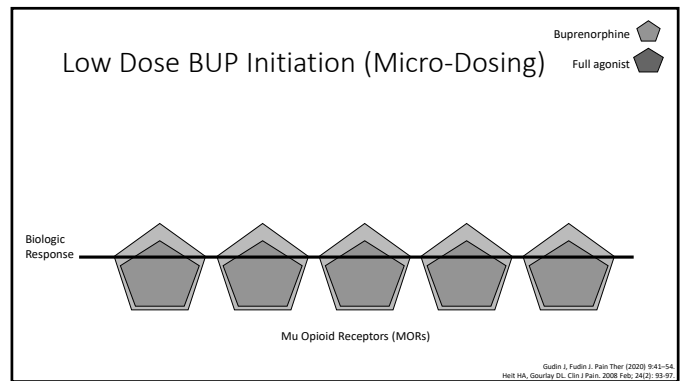 Buprenorphine
Low Dose BUP Initiation (Micro-Dosing)
Full agonist
Biologic
Response
Mu Opioid Receptors (MORs)
Gudin J, Fudin J. Pain Ther (2020) 9:41–54.
Heit HA, Gourlay DL. Clin J Pain. 2008 Feb; 24(2): 93-97.